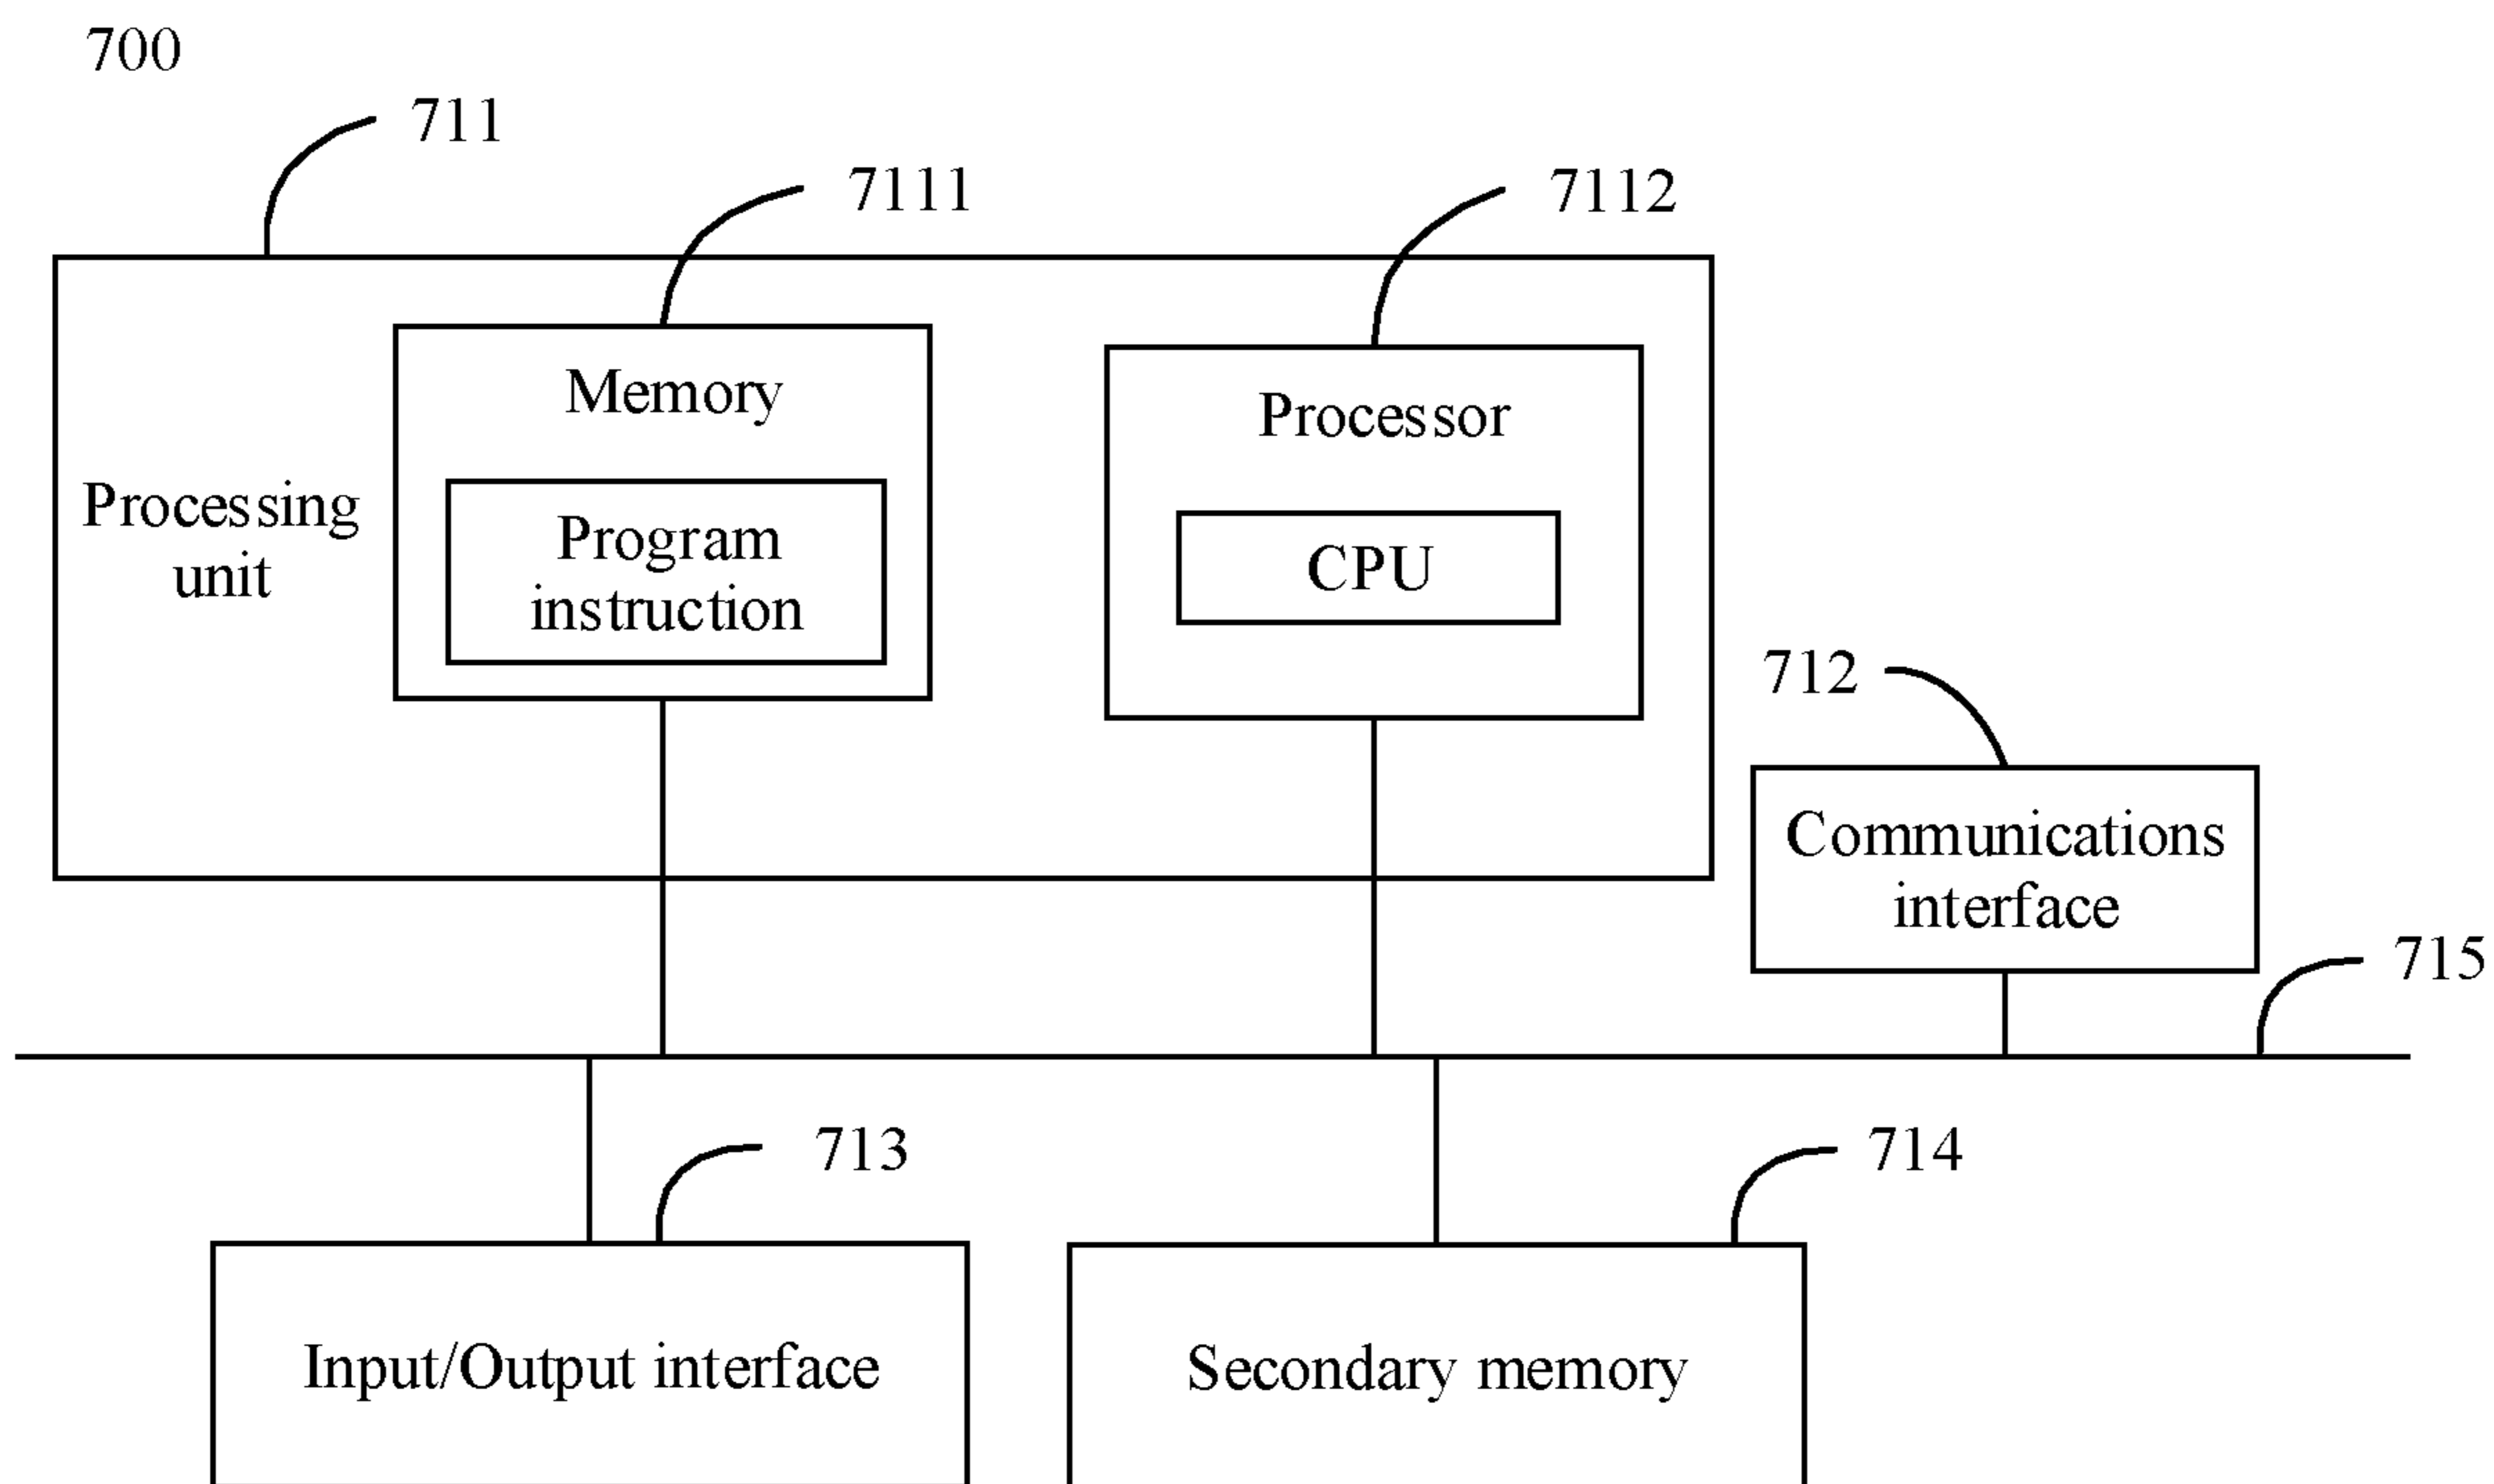 700
711
7111
7112
Memory
Processor
Processing
unit
Program
instruction
CPU
712
Communications
interface
715
713
714
Input/Output interface
Secondary memory